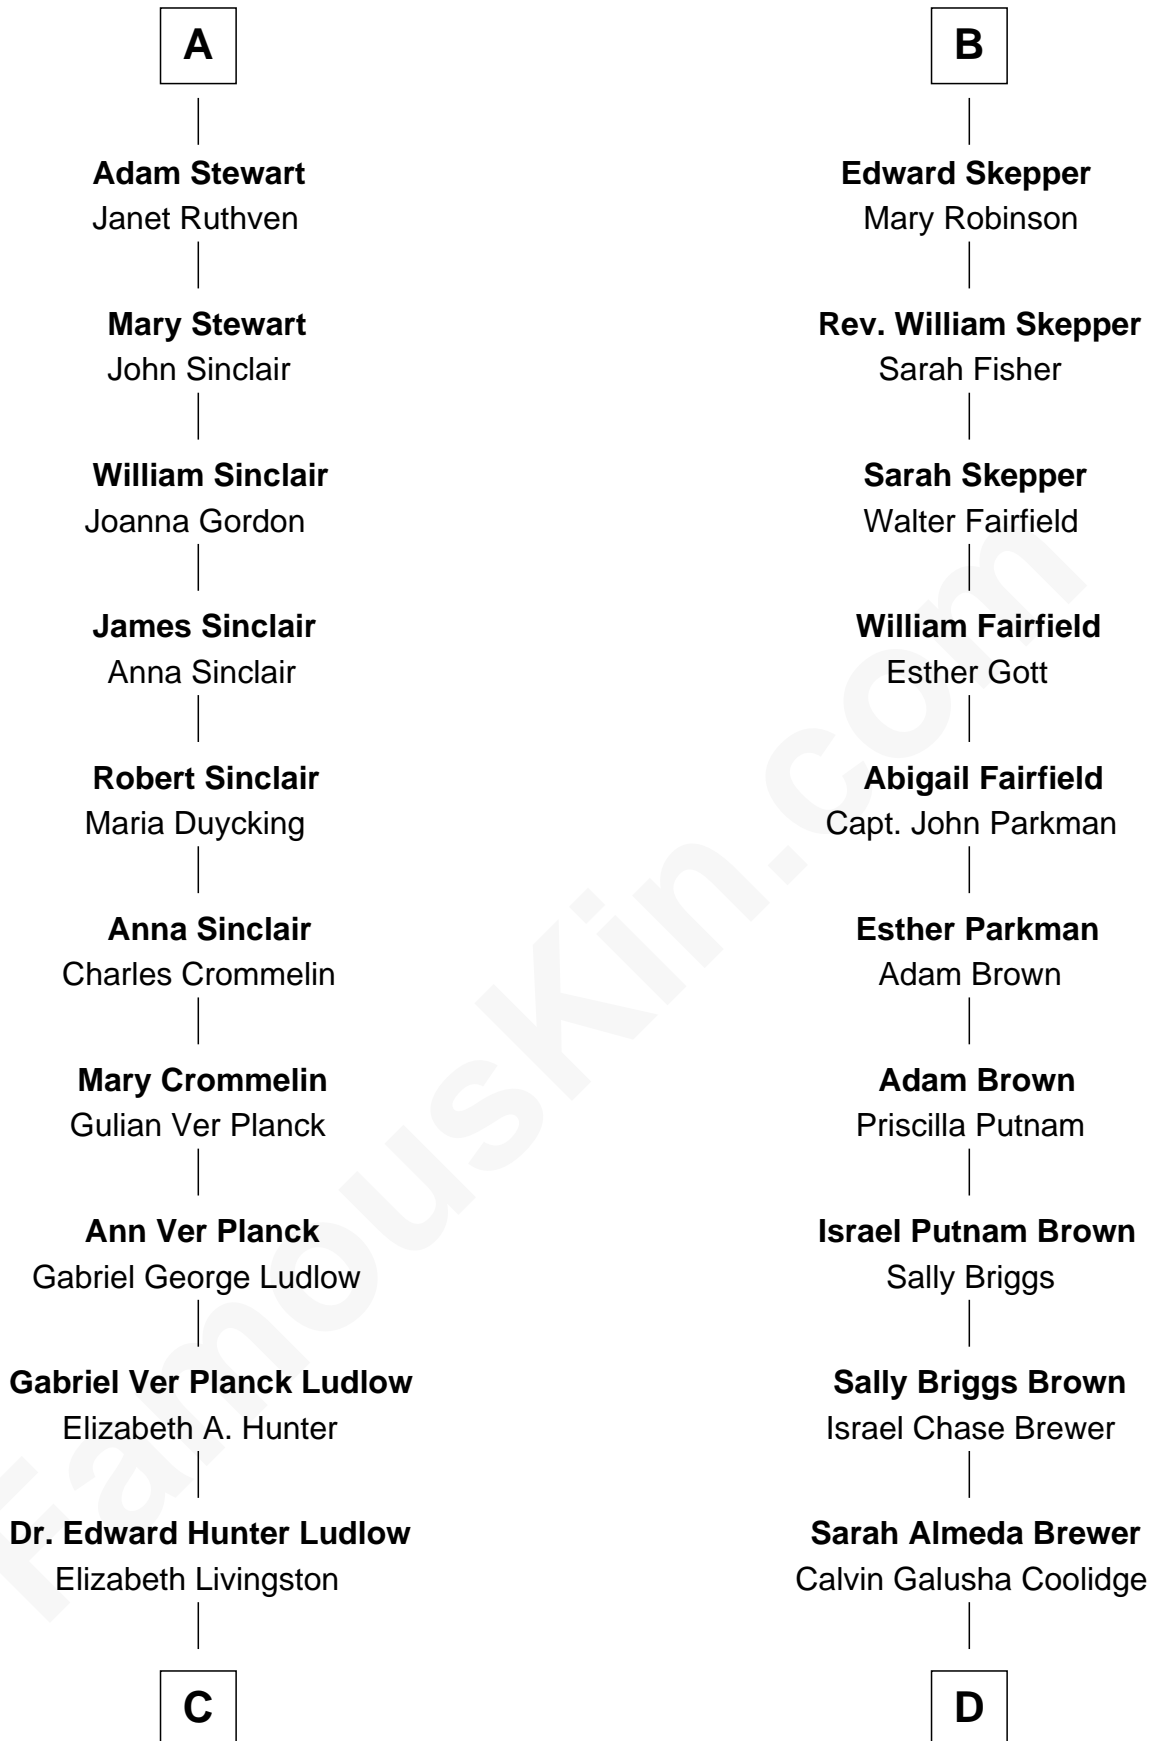 A
Adam Stewart
Janet Ruthven
Mary Stewart
John Sinclair
William Sinclair
Joanna Gordon
James Sinclair
Anna Sinclair
Robert Sinclair
Maria Duycking
Anna Sinclair
Charles Crommelin
Mary Crommelin
Gulian Ver Planck
Ann Ver Planck
Gabriel George Ludlow
Gabriel Ver Planck Ludlow
Elizabeth A. Hunter
Dr. Edward Hunter Ludlow
Elizabeth Livingston
C
B
Edward Skepper
Mary Robinson
Rev. William Skepper
Sarah Fisher
Sarah Skepper
Walter Fairfield
William Fairfield
Esther Gott
Abigail Fairfield
Capt. John Parkman
Esther Parkman
Adam Brown
Adam Brown
Priscilla Putnam
Israel Putnam Brown
Sally Briggs
Sally Briggs Brown
Israel Chase Brewer
Sarah Almeda Brewer
Calvin Galusha Coolidge
D
FamousKin.com